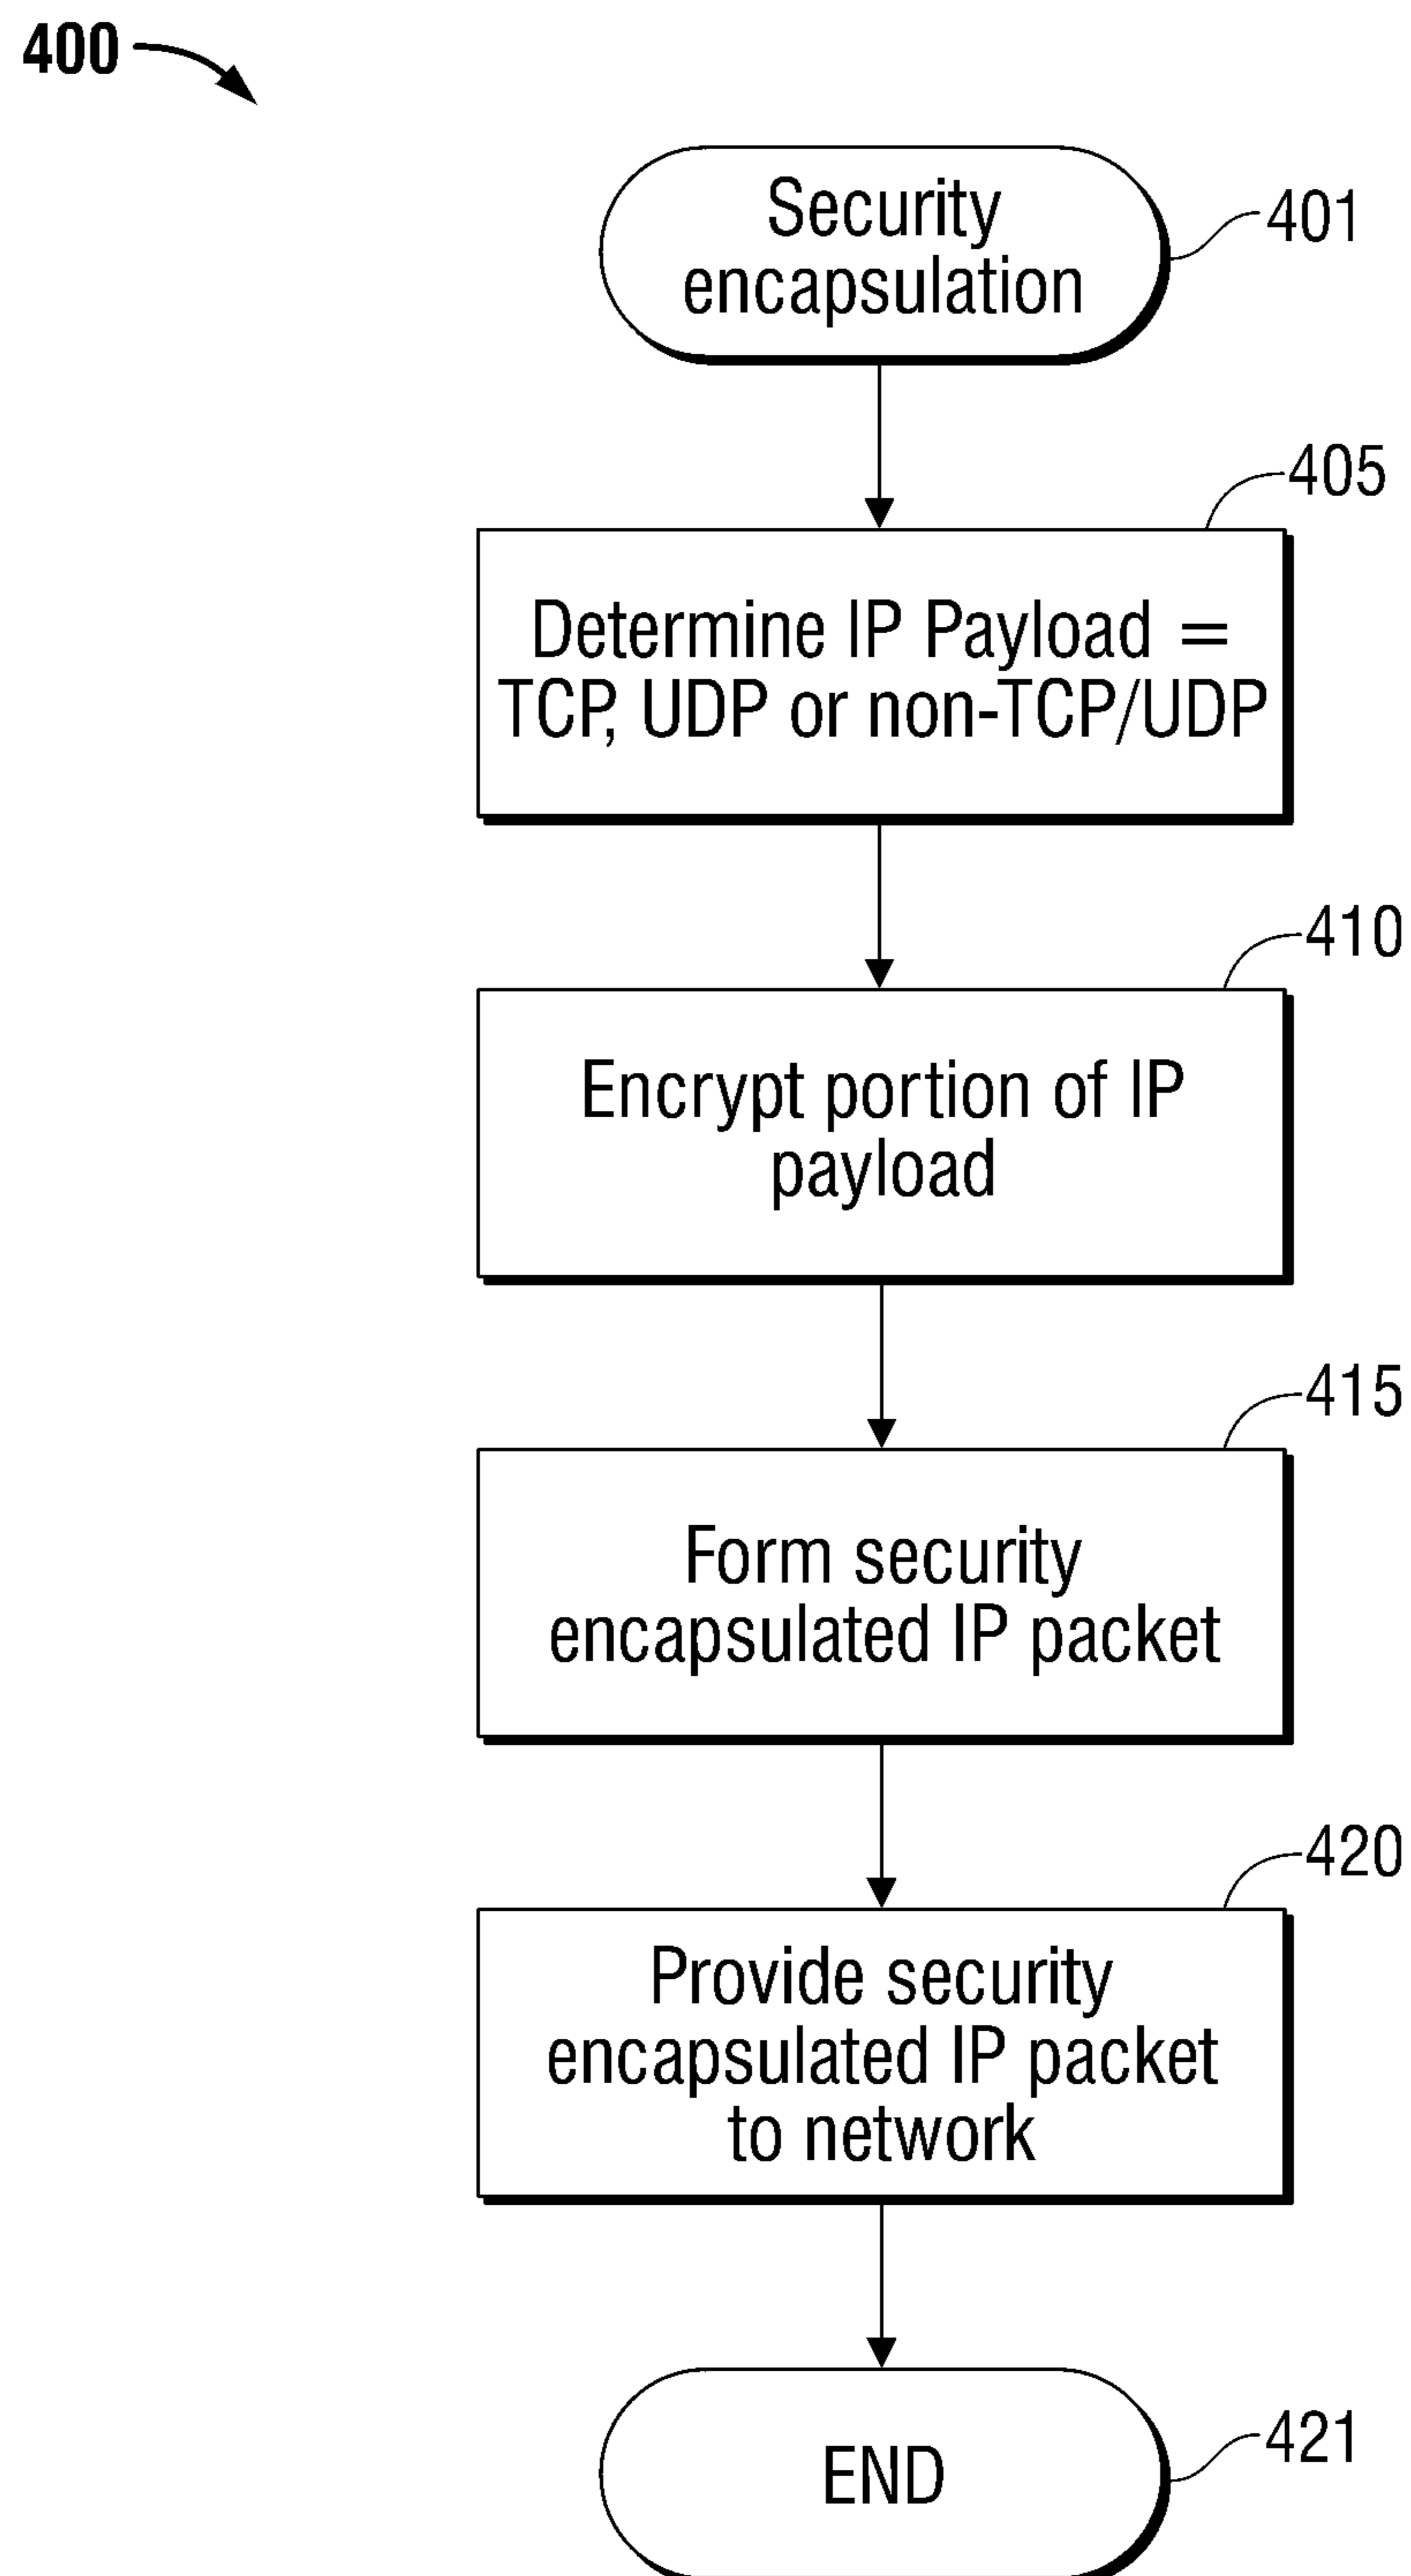 400
Security
encapsulation
401
405
Determine IP Payload =
TCP, UDP or non-TCP/UDP
410
Encrypt portion of IP
payload
415
Form security
encapsulated IP packet
420
Provide security
encapsulated IP packet
to network
END
421